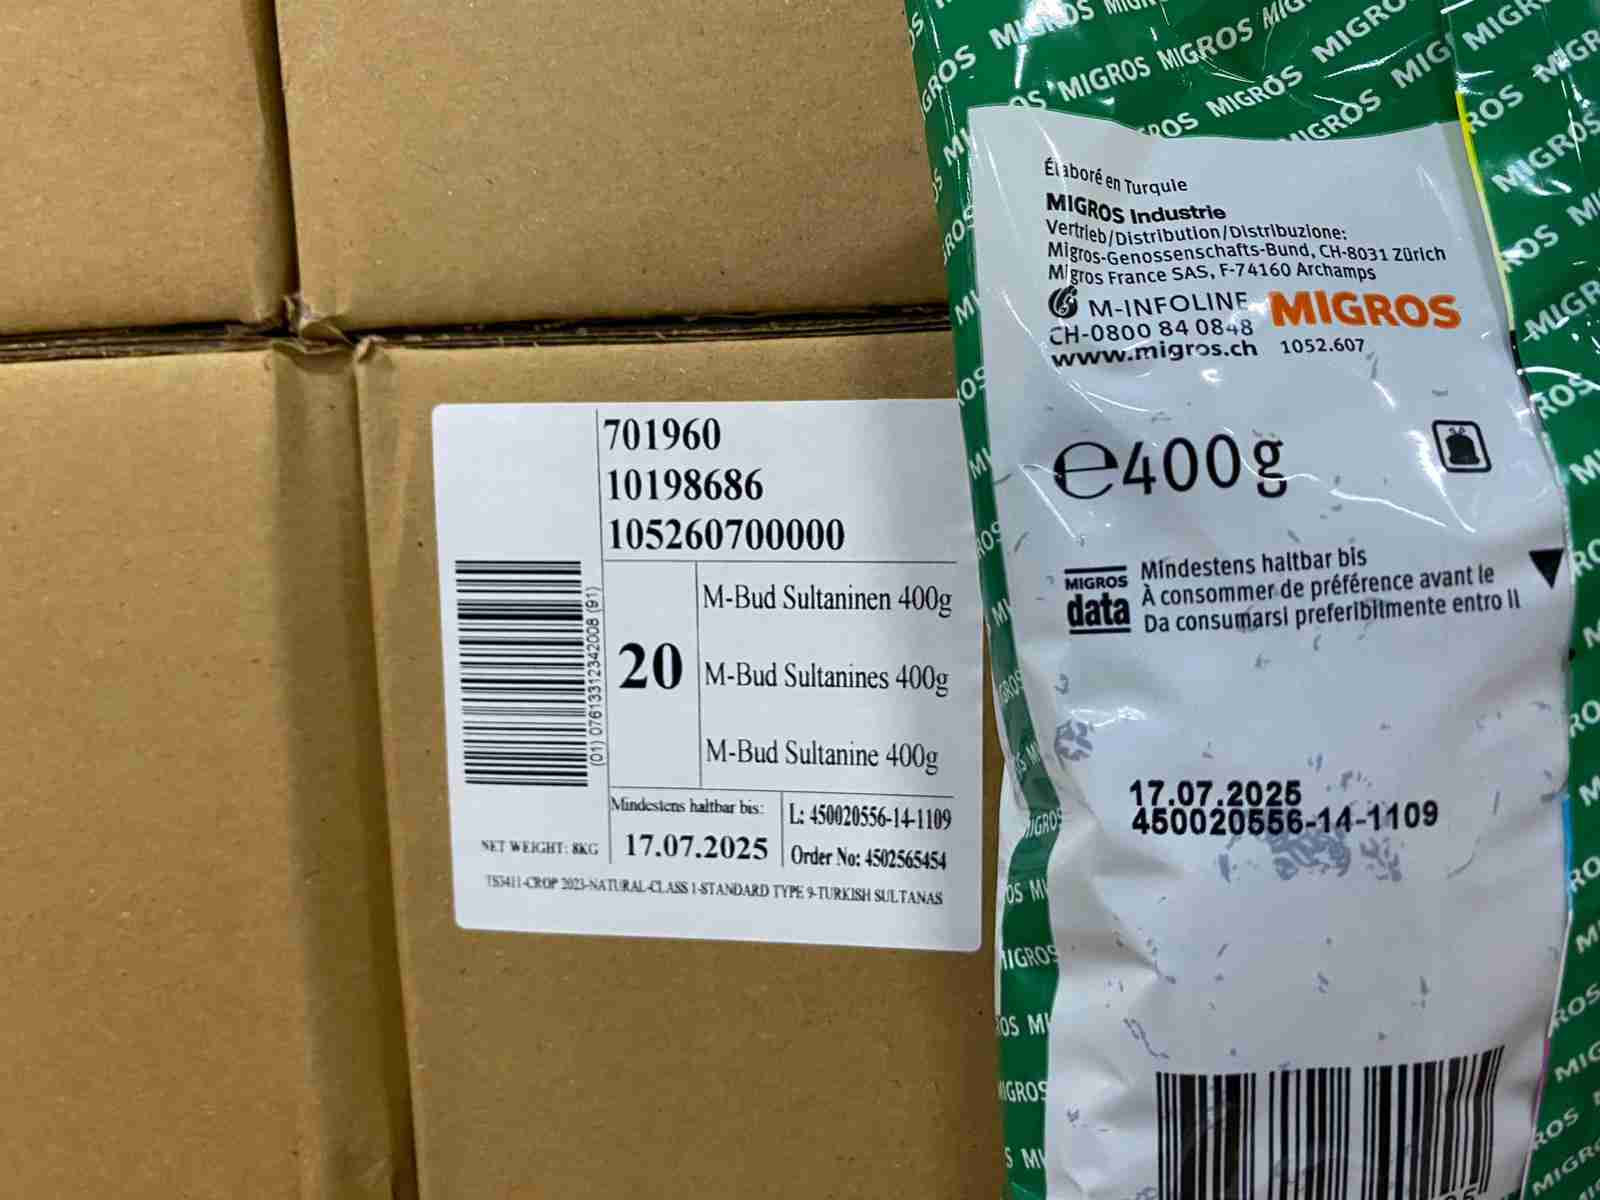 701960
10198686
105260700000
(01) 07613312342008 (91)
20
M-Bud Sultaninen 400g
M-Bud Sultanines 400g
M-Bud Sultanine 400g
Mindestens haltbar bis:
17.07.2025
L: 450020556-14-1109
Order No: 4502565454
NET WEIGHT: 8KG
TS3411-CROP 2023-NATURAL-CLASS 1-STANDARD TYPE 9-TURKISH SULTANAS
MIGROS MIGROS MIGROS
MIGROS MIGROS
Élaboré en Turquie
MIGROS Industrie
Vertrieb/Distribution/Distribuzione:
Migros-Genossenschafts-Bund, CH-8031 Zürich
Migros France SAS, F-74160 Archamps
M-INFOLINE
CH-0800 84 0848
www.migros.ch
MIGROS
1052.607
℮400g
MIGROS
data
Mindestens haltbar bis
À consommer de préférence avant le
Da consumarsi preferibilmente entro il
17.07.2025
450020556-14-1109